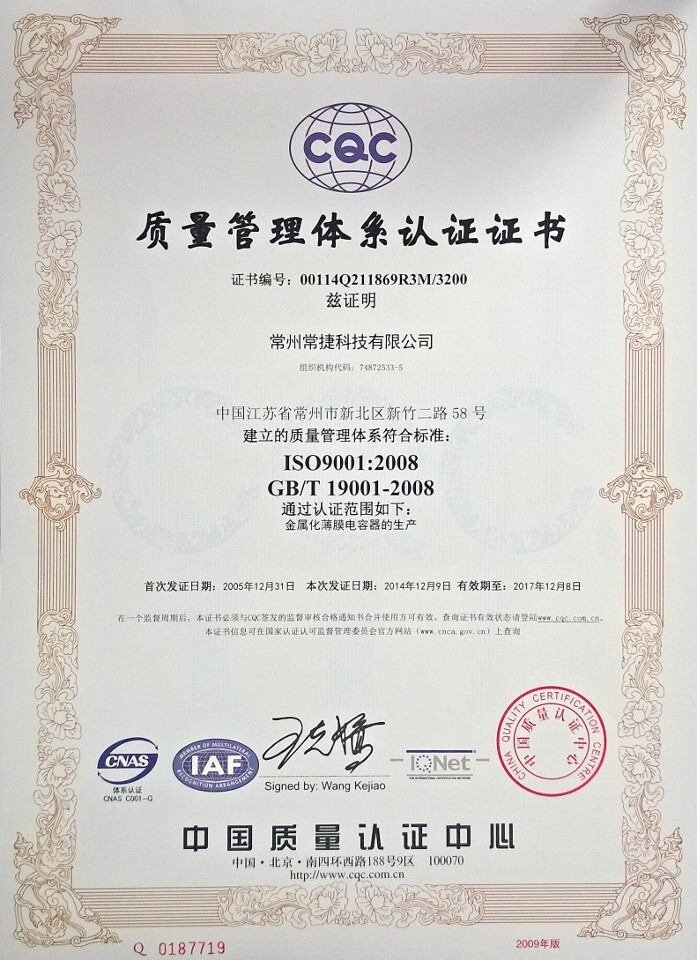 CQC
质量管理体系认证证书
证书编号：00114Q211869R3M/3200
兹证明
常州常捷科技有限公司
组织机构代码：74872533-5
中国江苏省常州市新北区新竹二路 58 号
建立的质量管理体系符合标准：
ISO9001:2008
GB/T 19001-2008
通过认证范围如下：
金属化薄膜电容器的生产
首次发证日期：2005年12月31日 本次发证日期：2014年12月9日 有效期至：2017年12月8日
在一个监督周期后，本证书必须与CQC签发的监督审核合格通知书合并使用方可有效。查询证书有效状态请登陆www.cqc.com.cn。
本证书信息可在国家认证认可监督管理委员会官方网站（www.cnca.gov.cn）上查询
CNAS
体系认证
CNAS C001-Q
MEMBER OF MULTILATERAL
IAF
RECOGNITION ARRANGEMENT
王克娇
Signed by: Wang Kejiao
IQNet
THE INTERNATIONAL CERTIFICATION NETWORK
CHINA QUALITY CERTIFICATION CENTRE
中国质量认证中心
中国质量认证中心
中国·北京·南四环西路188号9区 100070
http://www.cqc.com.cn
Q 0187719
2009年版